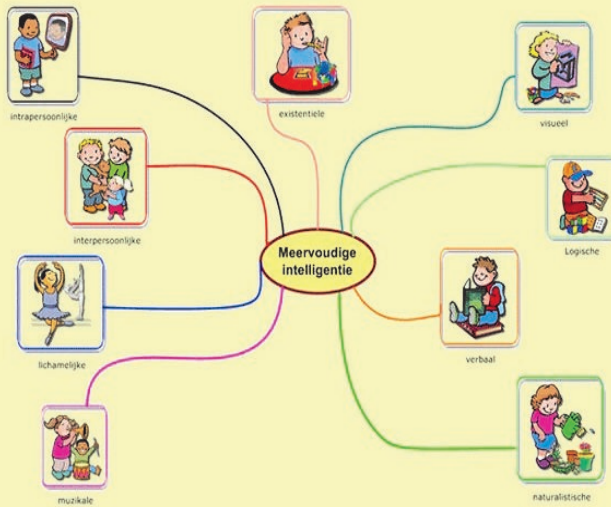 intrapersoonlijke
existentiele
visueel
interpersoonlijke
Logische
Meervoudige
intelligentie
lichamelijke
verbaal
muzikale
naturalistische